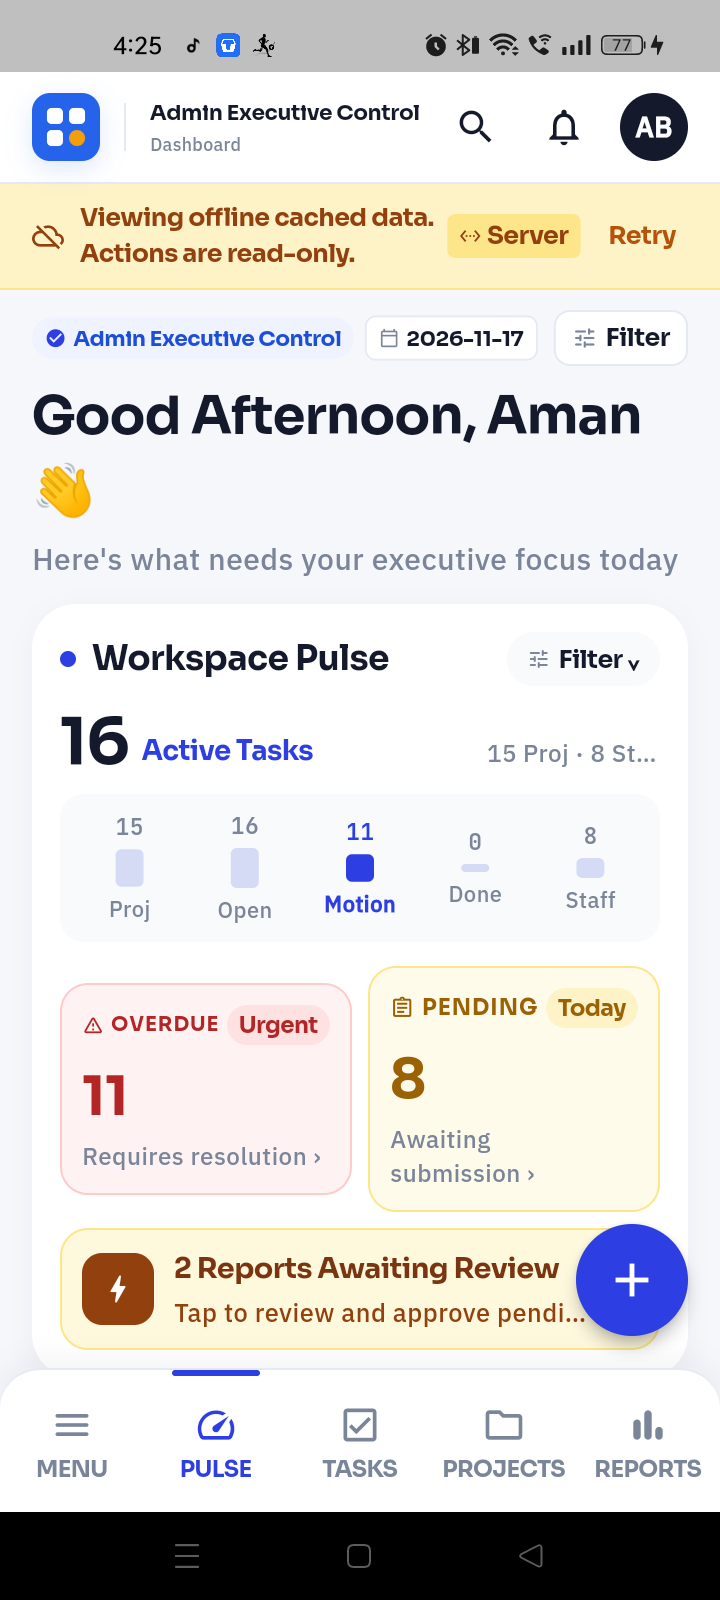 4:25
77
Admin Executive Control
Dashboard
AB
Viewing offline cached data.
Actions are read-only.
Server
Retry
Admin Executive Control
2026-11-17
Filter
Good Afternoon, Aman
👋
Here's what needs your executive focus today
Workspace Pulse
Filter
16 Active Tasks
15 Proj · 8 St...
15
16
11
0
8
Proj
Open
Motion
Done
Staff
OVERDUE
Urgent
11
Requires resolution ›
PENDING
Today
8
Awaiting
submission ›
2 Reports Awaiting Review
Tap to review and approve pendi...
MENU
PULSE
TASKS
PROJECTS
REPORTS